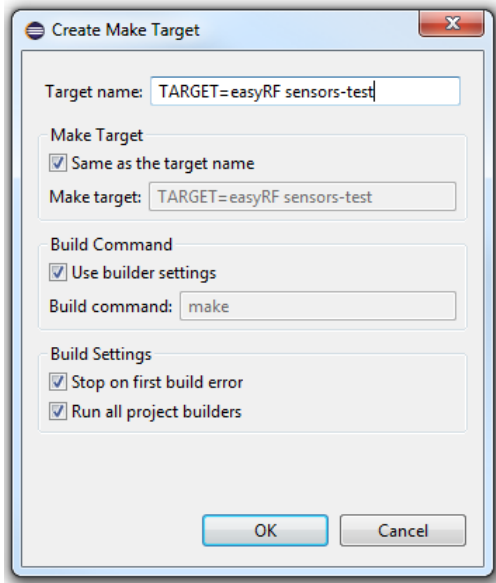 Create Make Target
Target name: TARGET=easyRF sensors-test
Make Target
Same as the target name
Make target: TARGET=easyRF sensors-test
Build Command
Use builder settings
Build command: make
Build Settings
Stop on first build error
Run all project builders
OK Cancel